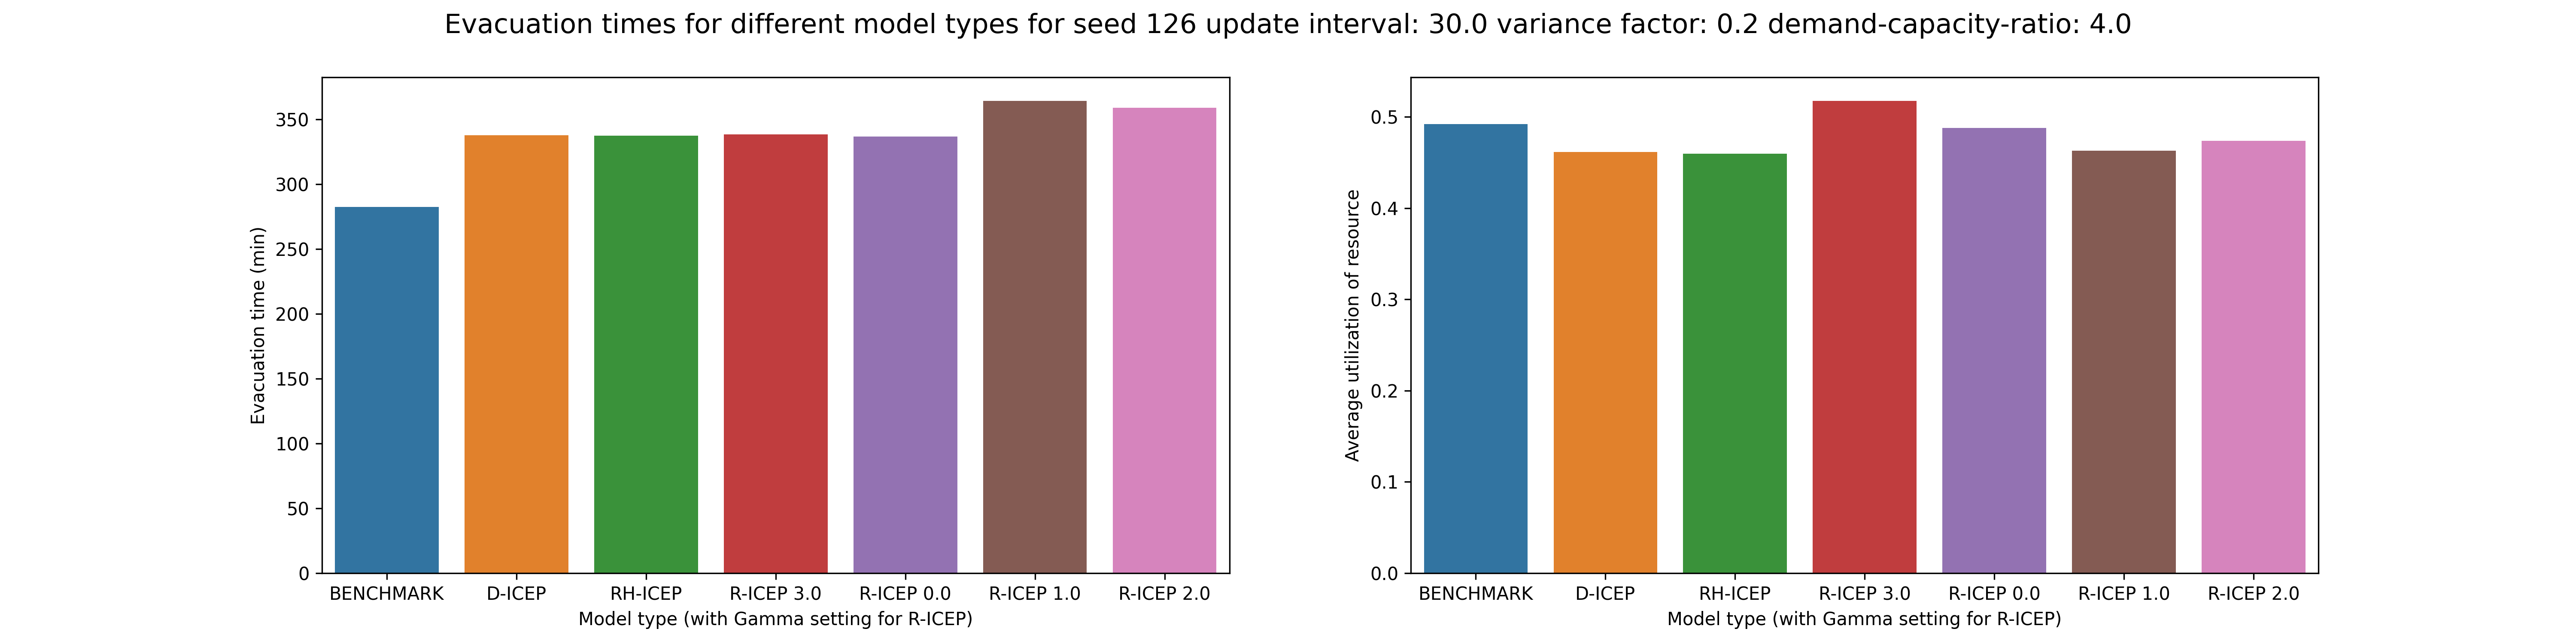 Evacuation times for different model types for seed 126 update interval: 30.0 variance factor: 0.2 demand-capacity-ratio: 4.0
Evacuation time (min)
350
300
250
200
150
100
50
0
BENCHMARK D-ICEP RH-ICEP R-ICEP 3.0 R-ICEP 0.0 R-ICEP 1.0 R-ICEP 2.0
Model type (with Gamma setting for R-ICEP)
Average utilization of resource
0.5
0.4
0.3
0.2
0.1
0.0
BENCHMARK D-ICEP RH-ICEP R-ICEP 3.0 R-ICEP 0.0 R-ICEP 1.0 R-ICEP 2.0
Model type (with Gamma setting for R-ICEP)